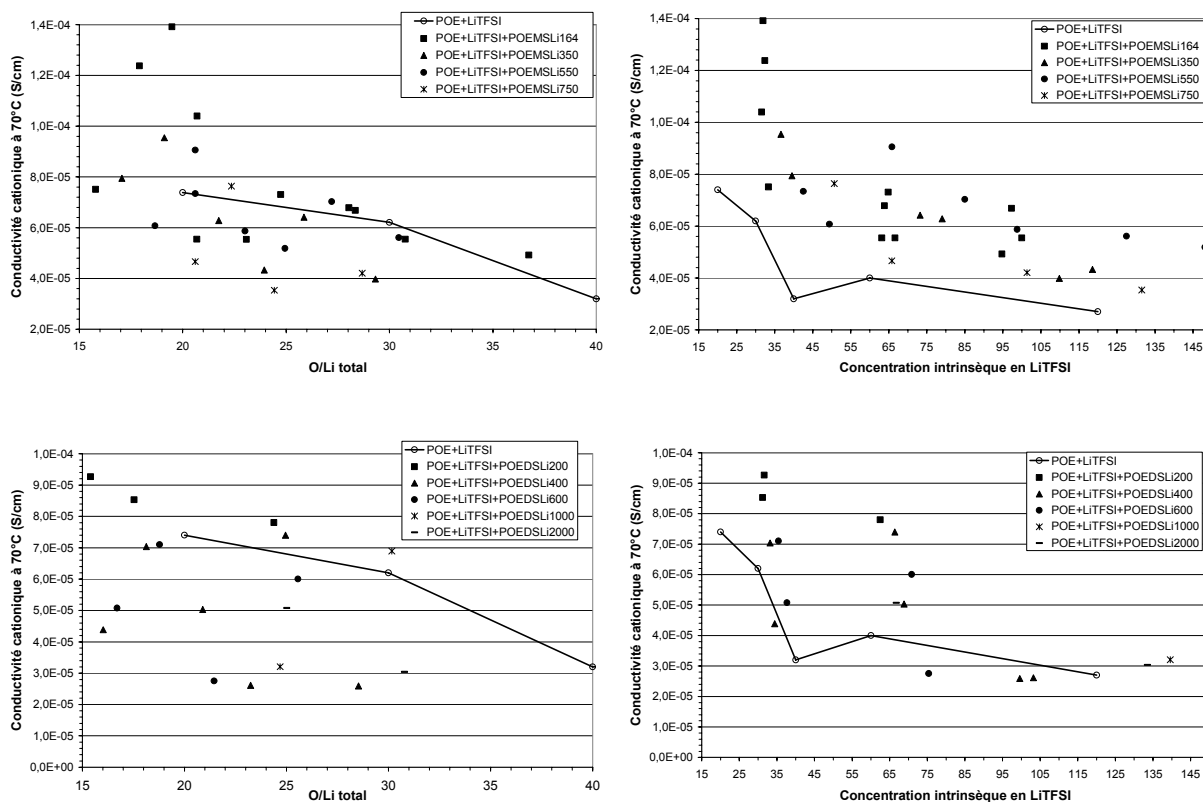 Conductivité cationique à 70°C (S/cm)
1,4E-04
1,2E-04
1,0E-04
8,0E-05
6,0E-05
4,0E-05
2,0E-05
POE+LiTFSI
POE+LiTFSI+POEMSLi164
POE+LiTFSI+POEMSLi350
POE+LiTFSI+POEMSLi550
POE+LiTFSI+POEMSLi750
15 20 25 30 35 40
O/Li total
Conductivité cationique à 70°C (S/cm)
1,4E-04
1,2E-04
1,0E-04
8,0E-05
6,0E-05
4,0E-05
2,0E-05
POE+LiTFSI
POE+LiTFSI+POEMSLi164
POE+LiTFSI+POEMSLi350
POE+LiTFSI+POEMSLi550
POE+LiTFSI+POEMSLi750
15 25 35 45 55 65 75 85 95 105 115 125 135 145
Concentration intrinsèque en LiTFSI
Conductivité cationique à 70°C (S/cm)
1,0E-04
9,0E-05
8,0E-05
7,0E-05
6,0E-05
5,0E-05
4,0E-05
3,0E-05
2,0E-05
1,0E-05
0,0E+00
POE+LiTFSI
POE+LiTFSI+POEDSLi200
POE+LiTFSI+POEDSLi400
POE+LiTFSI+POEDSLi600
POE+LiTFSI+POEDSLi1000
POE+LiTFSI+POEDSLi2000
15 20 25 30 35 40
O/Li total
Conductivité cationique à 70°C (S/cm)
1,0E-04
9,0E-05
8,0E-05
7,0E-05
6,0E-05
5,0E-05
4,0E-05
3,0E-05
2,0E-05
1,0E-05
0,0E+00
POE+LiTFSI
POE+LiTFSI+POEDSLi200
POE+LiTFSI+POEDSLi400
POE+LiTFSI+POEDSLi600
POE+LiTFSI+POEDSLi1000
POE+LiTFSI+POEDSLi2000
15 25 35 45 55 65 75 85 95 105 115 125 135 145
Concentration intrinsèque en LiTFSI